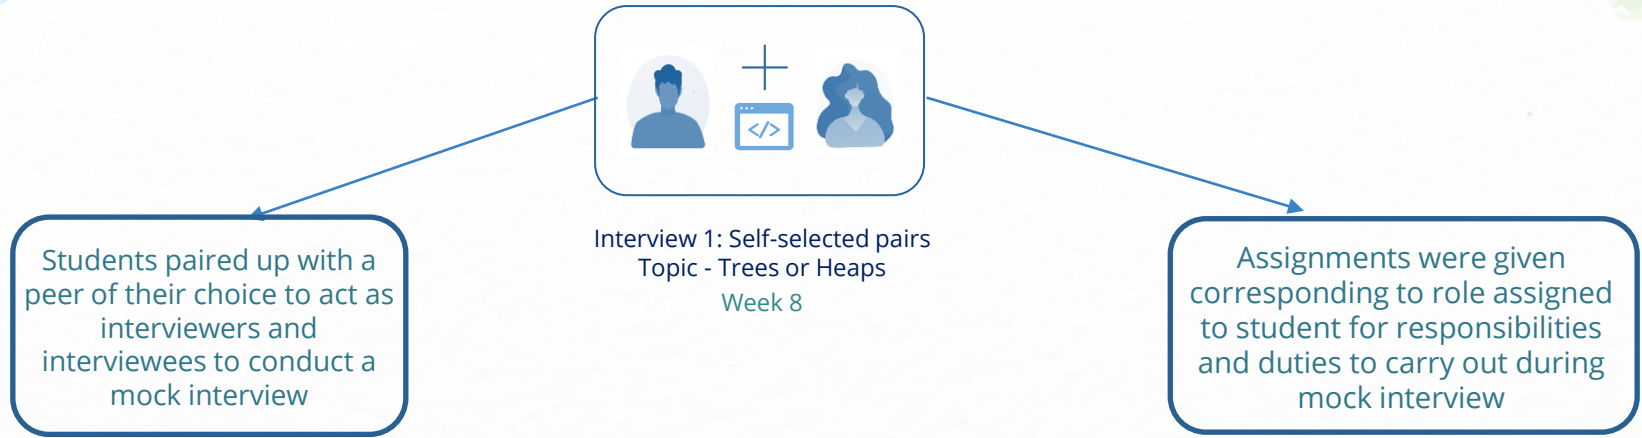 </>
Interview 1: Self-selected pairs
Topic - Trees or Heaps
Week 8
Students paired up with a
peer of their choice to act as
interviewers and
interviewees to conduct a
mock interview
Assignments were given
corresponding to role assigned
to student for responsibilities
and duties to carry out during
mock interview